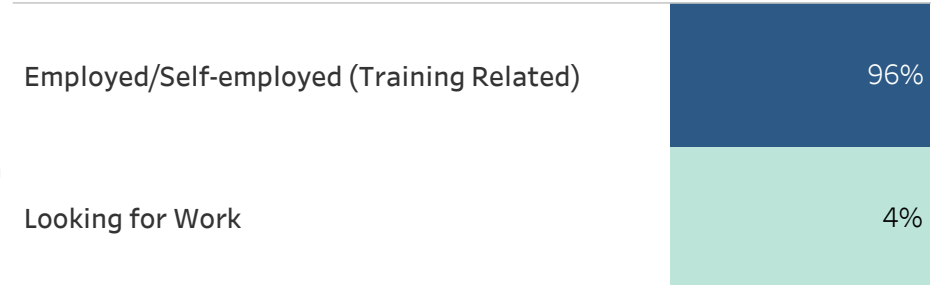 Employed/Self-employed (Training Related) 96%
Looking for Work 4%